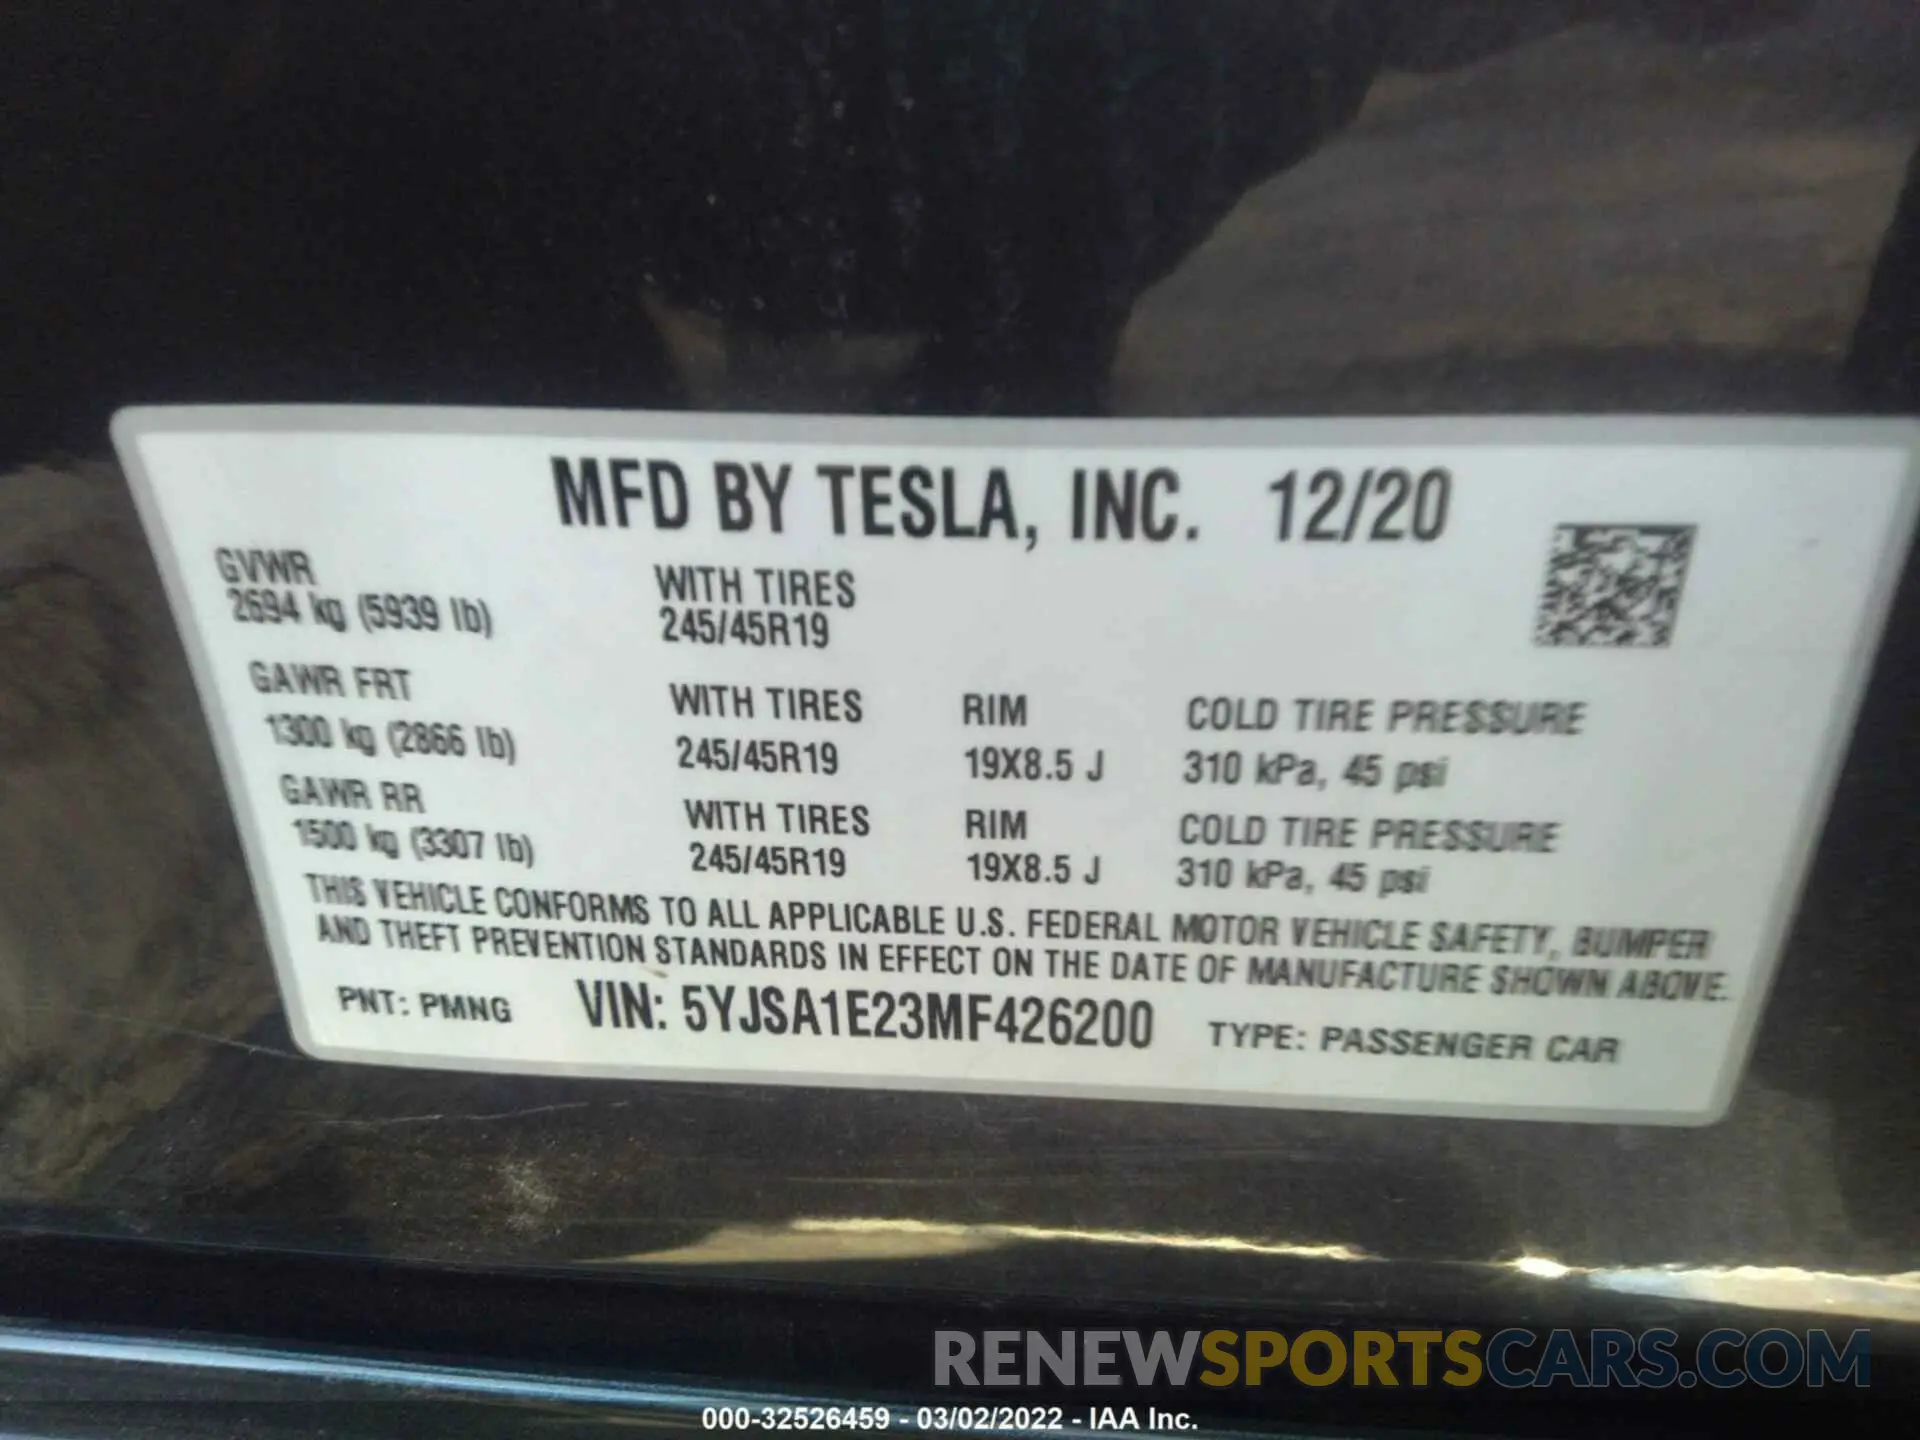 MFD BY TESLA, INC. 12/20
GVWR
2694 kg (5939 lb)
WITH TIRES
245/45R19
GAWR FRT
1300 kg (2866 lb)
WITH TIRES
245/45R19
RIM
19X8.5 J
COLD TIRE PRESSURE
310 kPa, 45 psi
GAWR RR
1500 kg (3307 lb)
WITH TIRES
245/45R19
RIM
19X8.5 J
COLD TIRE PRESSURE
310 kPa, 45 psi
THIS VEHICLE CONFORMS TO ALL APPLICABLE U.S. FEDERAL MOTOR VEHICLE SAFETY, BUMPER
AND THEFT PREVENTION STANDARDS IN EFFECT ON THE DATE OF MANUFACTURE SHOWN ABOVE.
PNT: PMNG VIN: 5YJSA1E23MF426200 TYPE: PASSENGER CAR
RENEWSPORTSCARS.COM
000-32526459 - 03/02/2022 - IAA Inc.